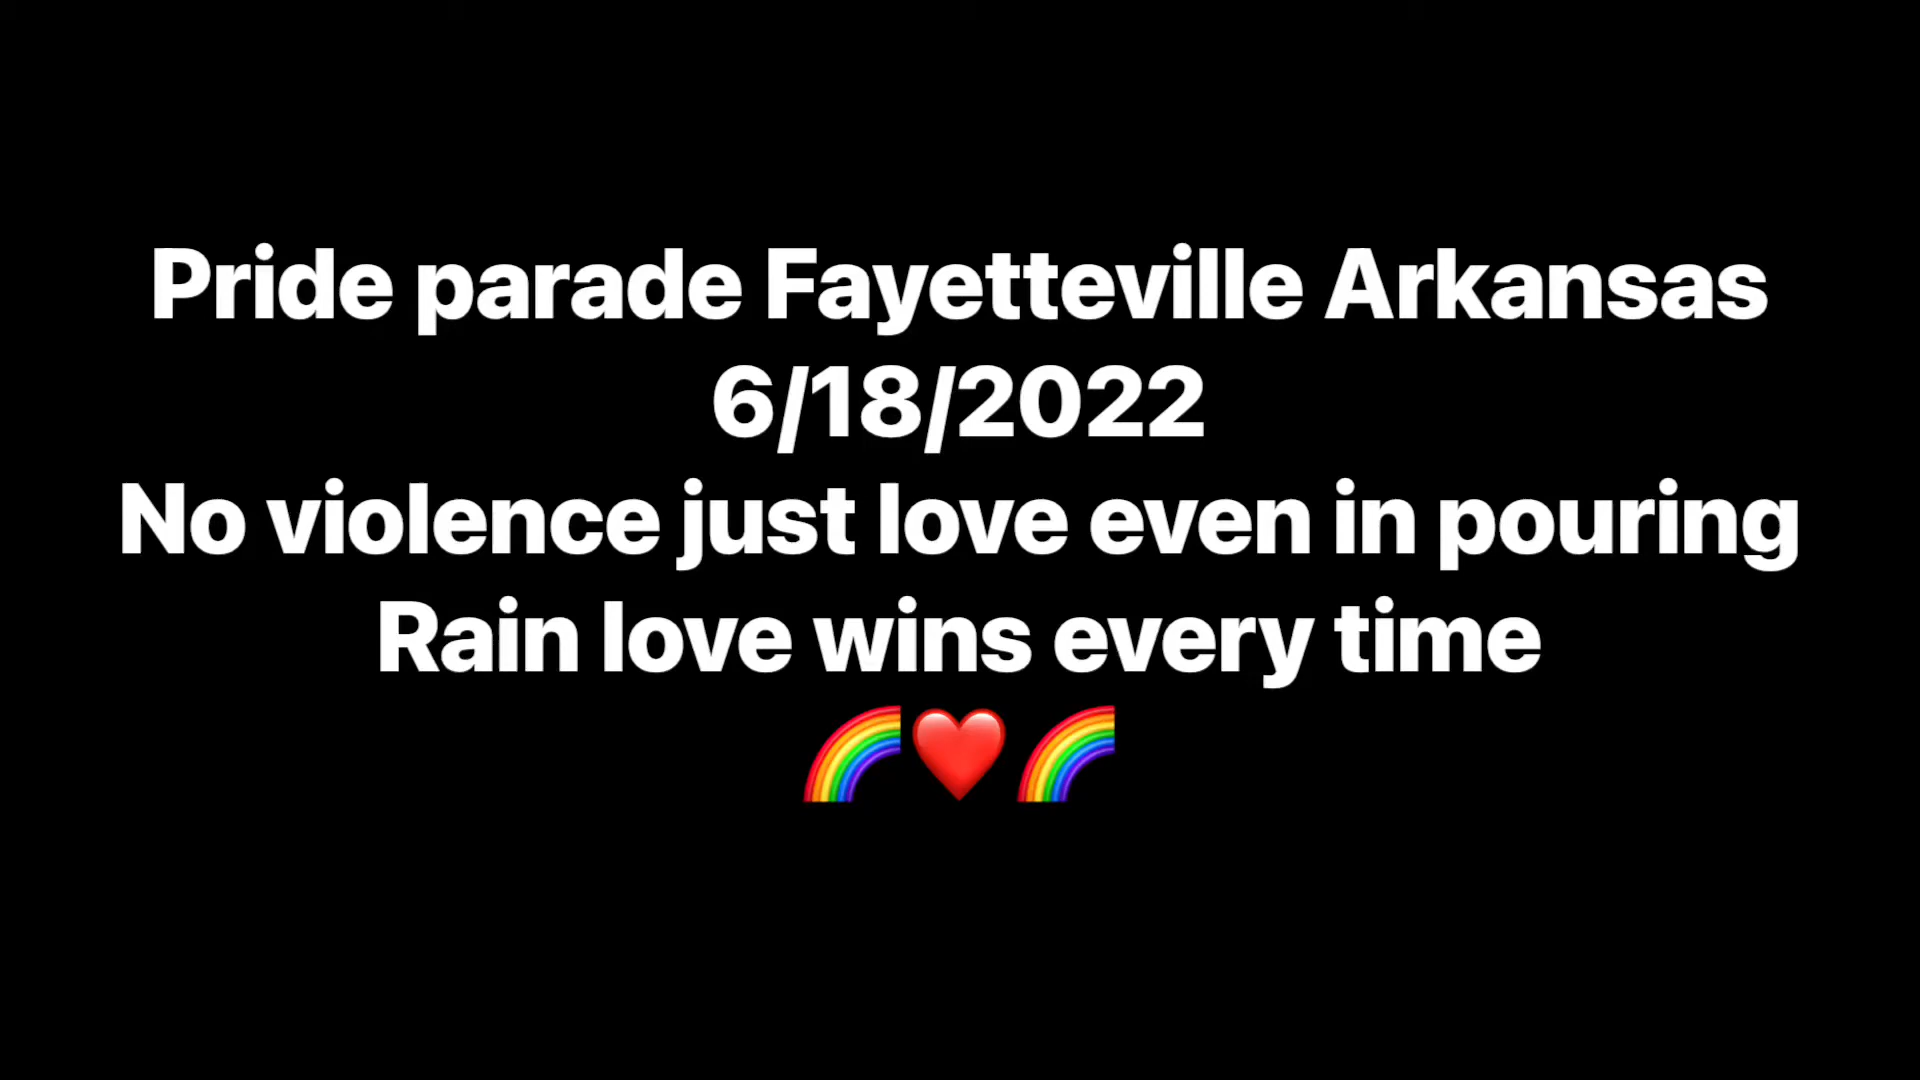 Pride parade Fayetteville Arkansas
6/18/2022
No violence just love even in pouring
Rain love wins every time
🌈❤️🌈